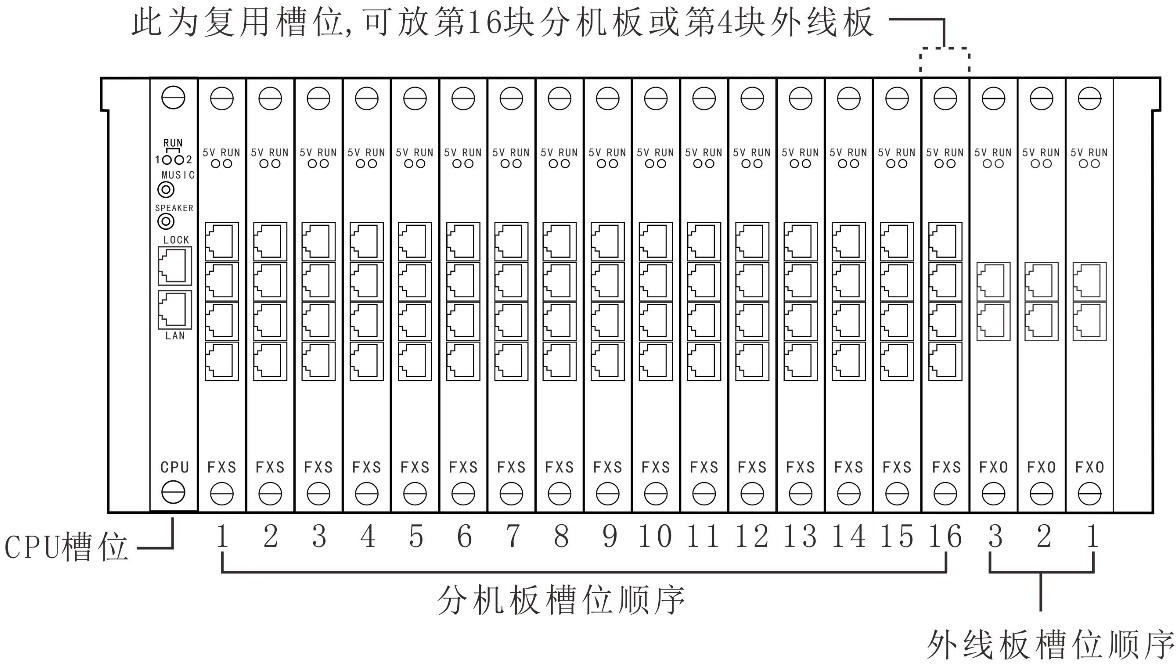 此为复用槽位,可放第16块分机板或第4块外线板
RUN
1 2
MUSIC
SPEAKER
LOCK
LAN
5V RUN 5V RUN 5V RUN 5V RUN 5V RUN 5V RUN 5V RUN 5V RUN 5V RUN 5V RUN 5V RUN 5V RUN 5V RUN 5V RUN 5V RUN 5V RUN 5V RUN 5V RUN 5V RUN
CPU FXS FXS FXS FXS FXS FXS FXS FXS FXS FXS FXS FXS FXS FXS FXS FXS FXO FXO FXO
CPU槽位
1 2 3 4 5 6 7 8 9 10 11 12 13 14 15 16 3 2 1
分机板槽位顺序
外线板槽位顺序